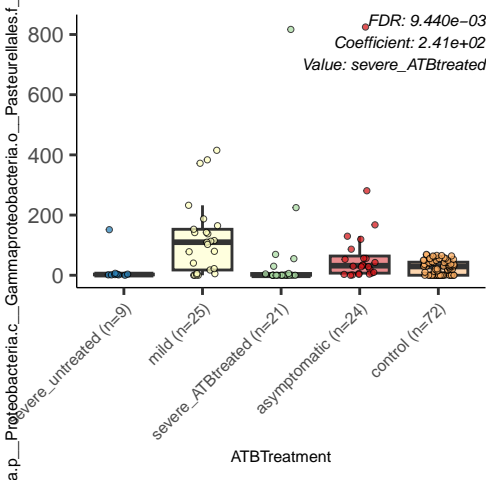 FDR: 9.440e−03
Coefficient: 2.41e+02
Value: severe_ATBtreated
800
600
400
200
0
a.p__Proteobacteria.c__Gammaproteobacteria.o__Pasteurellales.f_
severe_untreated (n=9)
mild (n=25)
severe_ATBtreated (n=21)
asymptomatic (n=24)
control (n=72)
ATBTreatment